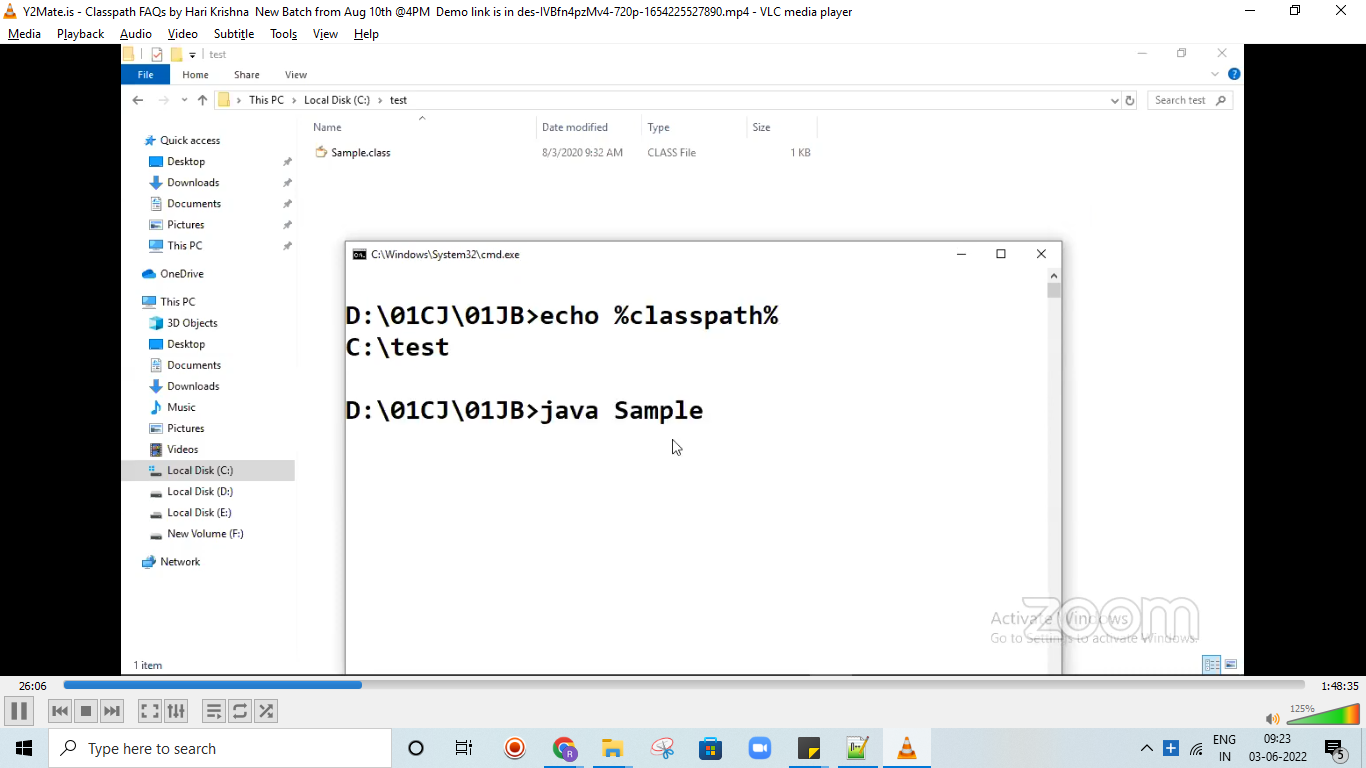 Y2Mate.is - Classpath FAQs by Hari Krishna  New Batch from Aug 10th @4PM  Demo link is in des-IVBfn4pzMv4-720p-1654225527890.mp4 - VLC media player
Media Playback Audio Video Subtitle Tools View Help
test
File Home Share View
This PC > Local Disk (C:) > test
Search test
Name Date modified Type Size
Sample.class 8/3/2020 9:32 AM CLASS File 1 KB
Quick access
Desktop
Downloads
Documents
Pictures
This PC
OneDrive
This PC
3D Objects
Desktop
Documents
Downloads
Music
Pictures
Videos
Local Disk (C:)
Local Disk (D:)
Local Disk (E:)
New Volume (F:)
Network
1 item
C:\Windows\System32\cmd.exe
D:\01CJ\01JB>echo %classpath%
C:\test
D:\01CJ\01JB>java Sample
zoom
Activate Windows
Go to Settings to activate Windows.
26:06
1:48:35
125%
Type here to search
ENG
IN
09:23
03-06-2022
5